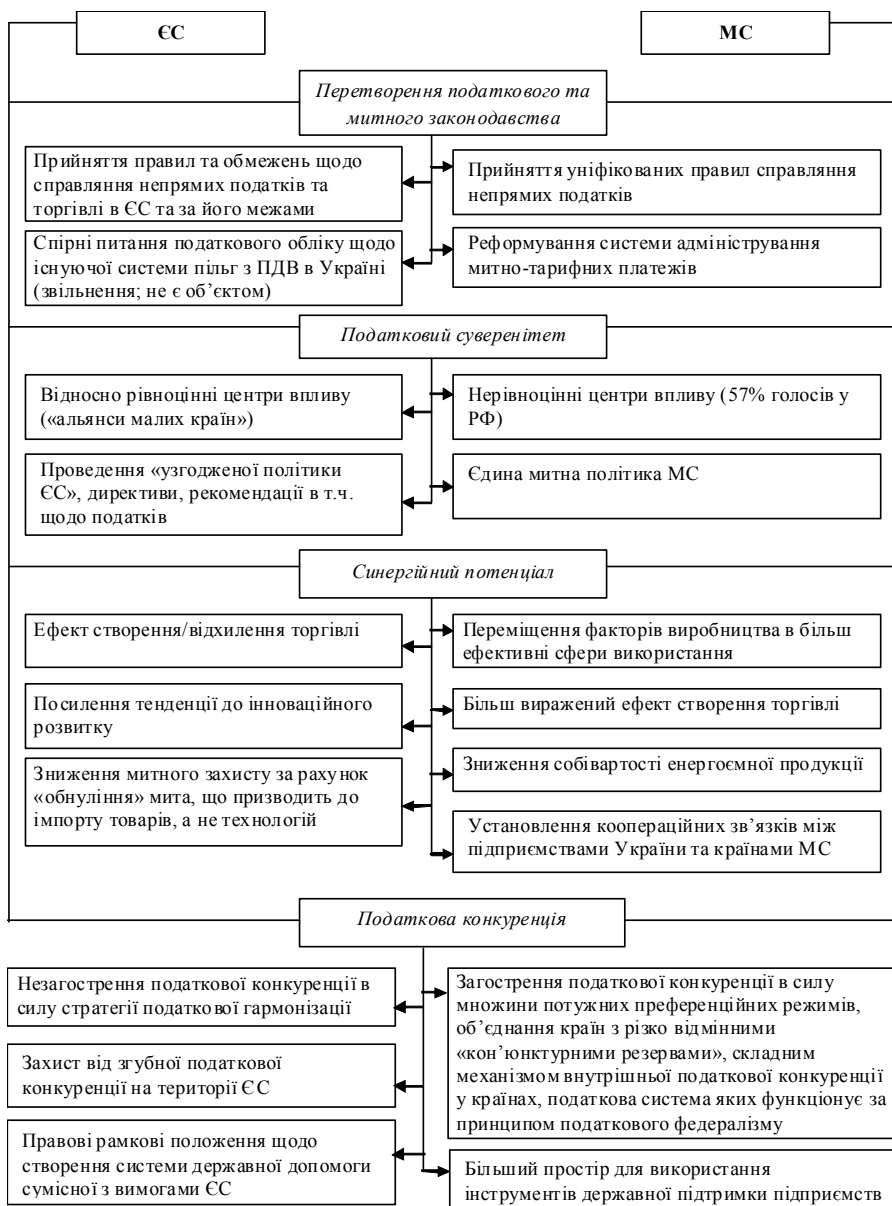 ЄС
МС
Перетворення податкового та
митного законодавства
Прийняття правил та обмежень щодо
справляння непрямих податків та
торгівлі в ЄС та за його межами
Прийняття уніфікованих правил справляння
непрямих податків
Спірні питання податкового обліку щодо
існуючої системи пільг з ПДВ в Україні
(звільнення; не є об’єктом)
Реформування системи адміністрування
митно-тарифних платежів
Податковий суверенітет
Відносно рівноцінні центри впливу
(«альянси малих країн»)
Нерівноцінні центри впливу (57% голосів у
РФ)
Проведення «узгодженої політики
ЄС», директиви, рекомендації в т.ч.
щодо податків
Єдина митна політика МС
Синергійний потенціал
Ефект створення/відхилення торгівлі
Переміщення факторів виробництва в більш
ефективні сфери використання
Посилення тенденції до інноваційного
розвитку
Більш виражений ефект створення торгівлі
Зниження митного захисту за рахунок
«обнуління» мита, що призводить до
імпорту товарів, а не технологій
Зниження собівартості енергоємної продукції
Установлення коопераційних зв’язків між
підприємствами України та країнами МС
Податкова конкуренція
Незагострення податкової конкуренції в
силу стратегії податкової гармонізації
Загострення податкової конкуренції в силу
множини потужних преференційних режимів,
об’єднання країн з різко відмінними
«кон’юнктурними резервами», складним
механізмом внутрішньої податкової конкуренції
у країнах, податкова система яких функціонує за
принципом податкового федералізму
Захист від згубної податкової
конкуренції на території ЄС
Правові рамкові положення щодо
створення системи державної допомоги
сумісної з вимогами ЄС
Більший простір для використання
інструментів державної підтримки підприємств